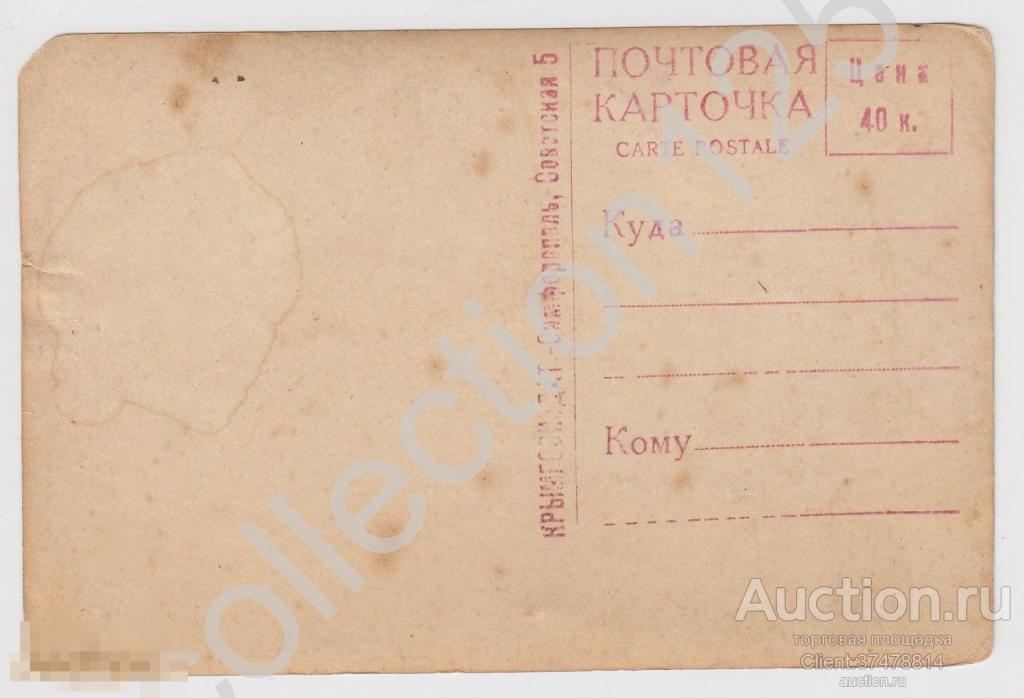 ПОЧТОВАЯ
КАРТОЧКА
CARTE POSTALE
Цена
40 к.
Куда
Кому
Симферополь, Советская 5
collection 125
Auction.ru
торговая площадка
Client:37478814
auction.ru